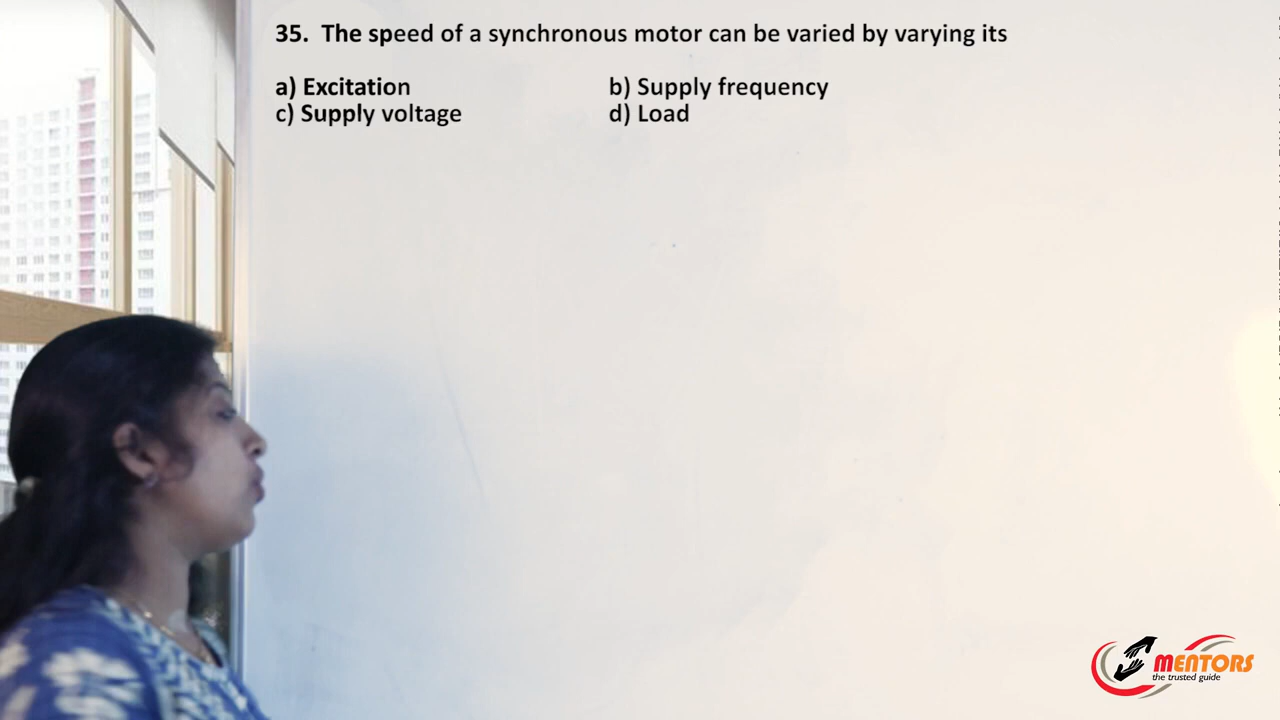 35. The speed of a synchronous motor can be varied by varying its
a) Excitation b) Supply frequency
c) Supply voltage d) Load
MENTORS
the trusted guide